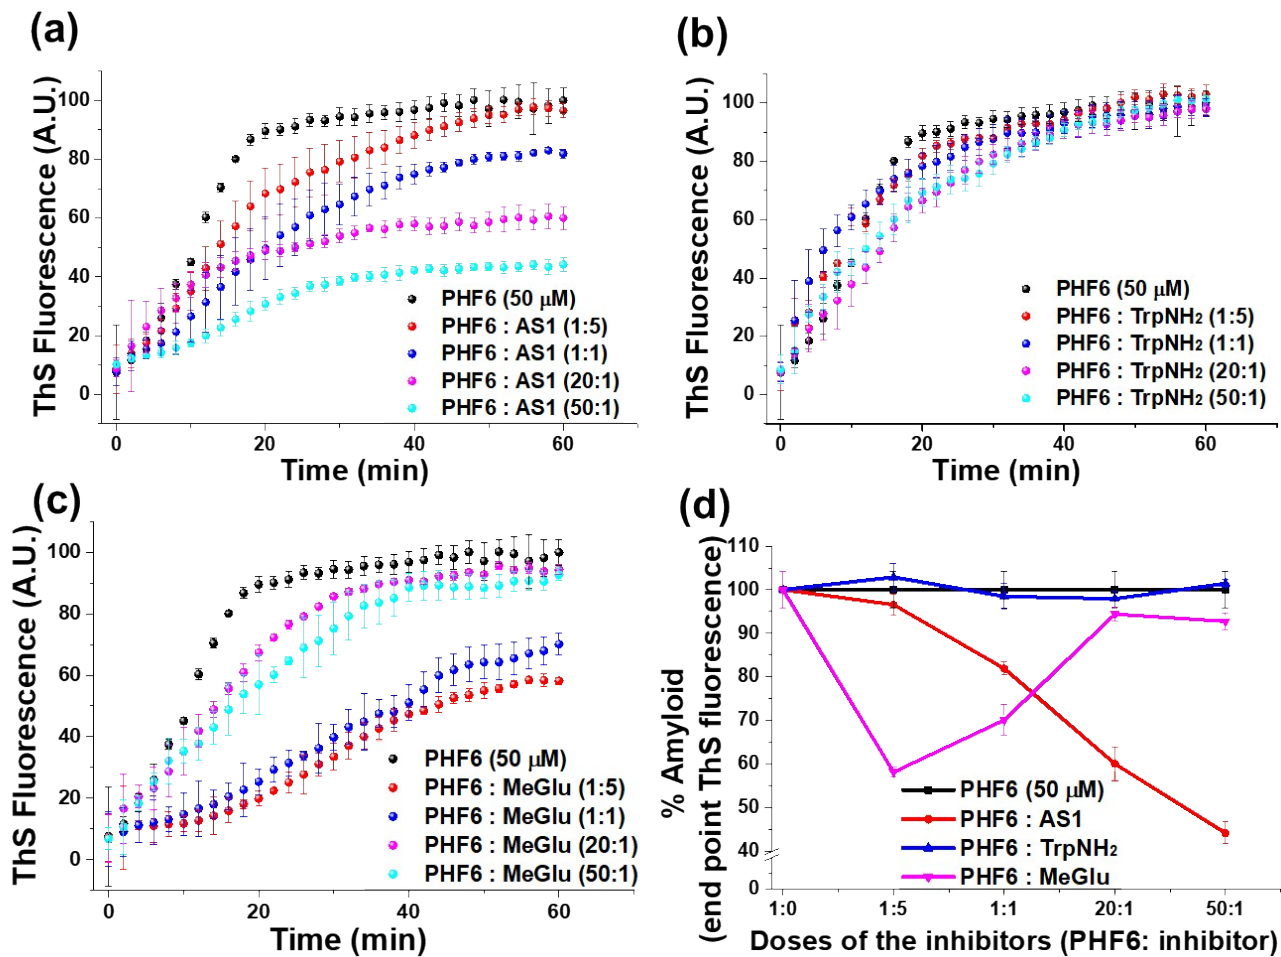 (a)
ThS Fluorescence (A.U.)
100
80
60
40
20
0
PHF6 (50 µM)
PHF6 : AS1 (1:5)
PHF6 : AS1 (1:1)
PHF6 : AS1 (20:1)
PHF6 : AS1 (50:1)
0 20 40 60
Time (min)
(b)
ThS Fluorescence (A.U.)
100
80
60
40
20
0
PHF6 (50 µM)
PHF6 : TrpNH₂ (1:5)
PHF6 : TrpNH₂ (1:1)
PHF6 : TrpNH₂ (20:1)
PHF6 : TrpNH₂ (50:1)
0 20 40 60
Time (min)
(c)
ThS Fluorescence (A.U.)
100
80
60
40
20
0
PHF6 (50 µM)
PHF6 : MeGlu (1:5)
PHF6 : MeGlu (1:1)
PHF6 : MeGlu (20:1)
PHF6 : MeGlu (50:1)
0 20 40 60
Time (min)
(d)
% Amyloid
(end point ThS fluorescence)
110
100
90
80
70
60
50
40
0
PHF6 (50 µM)
PHF6 : AS1
PHF6 : TrpNH₂
PHF6 : MeGlu
1:0 1:5 1:1 20:1 50:1
Doses of the inhibitors (PHF6: inhibitor)